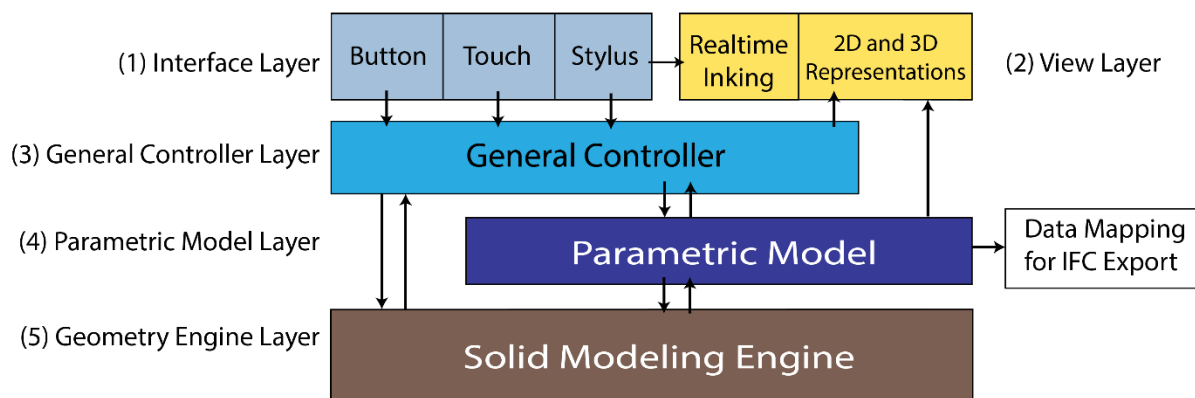 (1) Interface Layer
Button
Touch
Stylus
Realtime
Inking
2D and 3D
Representations
(2) View Layer
(3) General Controller Layer
General Controller
(4) Parametric Model Layer
Parametric Model
Data Mapping
for IFC Export
(5) Geometry Engine Layer
Solid Modeling Engine